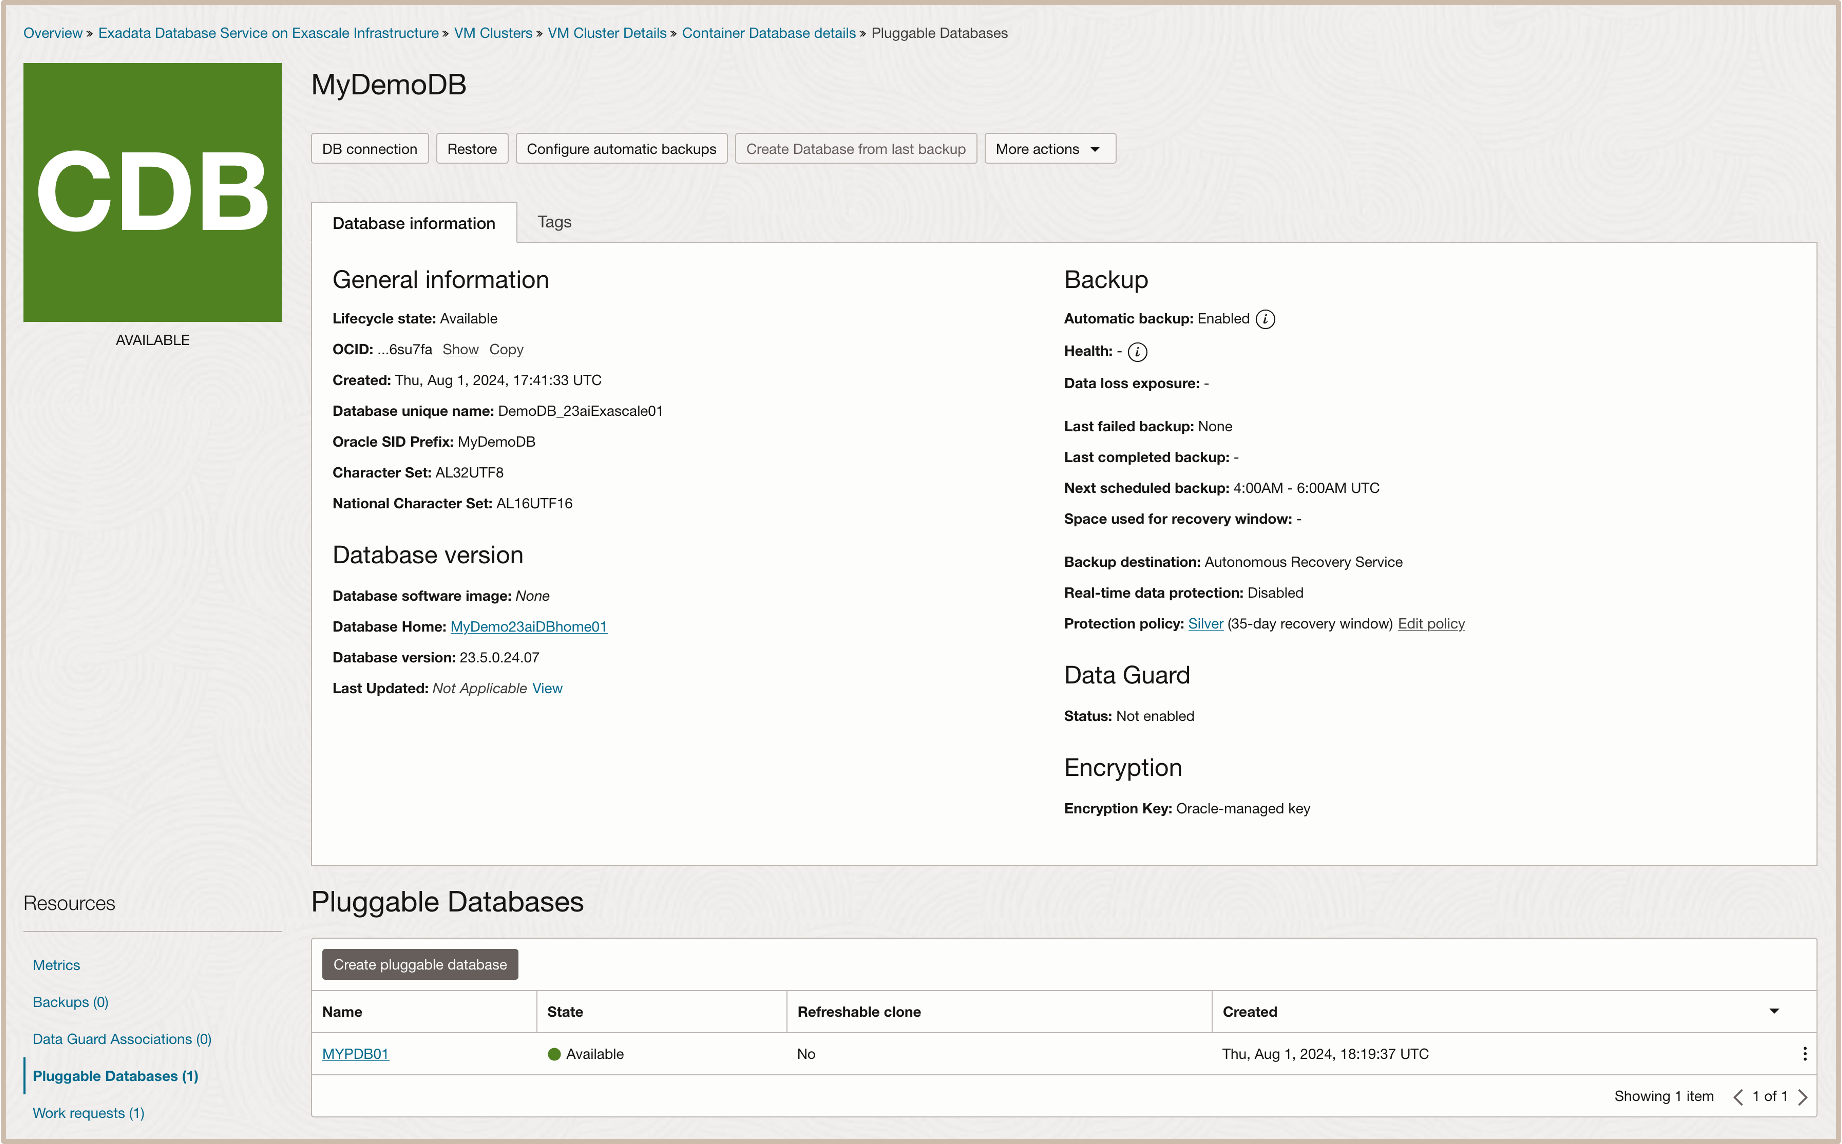 Overview » Exadata Database Service on Exascale Infrastructure » VM Clusters » VM Cluster Details » Container Database details » Pluggable Databases
CDB
AVAILABLE
MyDemoDB
DB connection
Restore
Configure automatic backups
Create Database from last backup
More actions
Database information
Tags
General information
Lifecycle state: Available
OCID: ...6su7fa Show Copy
Created: Thu, Aug 1, 2024, 17:41:33 UTC
Database unique name: DemoDB_23aiExascale01
Oracle SID Prefix: MyDemoDB
Character Set: AL32UTF8
National Character Set: AL16UTF16
Database version
Database software image: None
Database Home: MyDemo23aiDBhome01
Database version: 23.5.0.24.07
Last Updated: Not Applicable View
Backup
Automatic backup: Enabled i
Health: - i
Data loss exposure: -
Last failed backup: None
Last completed backup: -
Next scheduled backup: 4:00AM - 6:00AM UTC
Space used for recovery window: -
Backup destination: Autonomous Recovery Service
Real-time data protection: Disabled
Protection policy: Silver (35-day recovery window) Edit policy
Data Guard
Status: Not enabled
Encryption
Encryption Key: Oracle-managed key
Resources
Metrics
Backups (0)
Data Guard Associations (0)
Pluggable Databases (1)
Work requests (1)
Pluggable Databases
Create pluggable database
Name State Refreshable clone Created
MYPDB01 Available No Thu, Aug 1, 2024, 18:19:37 UTC
Showing 1 item 1 of 1